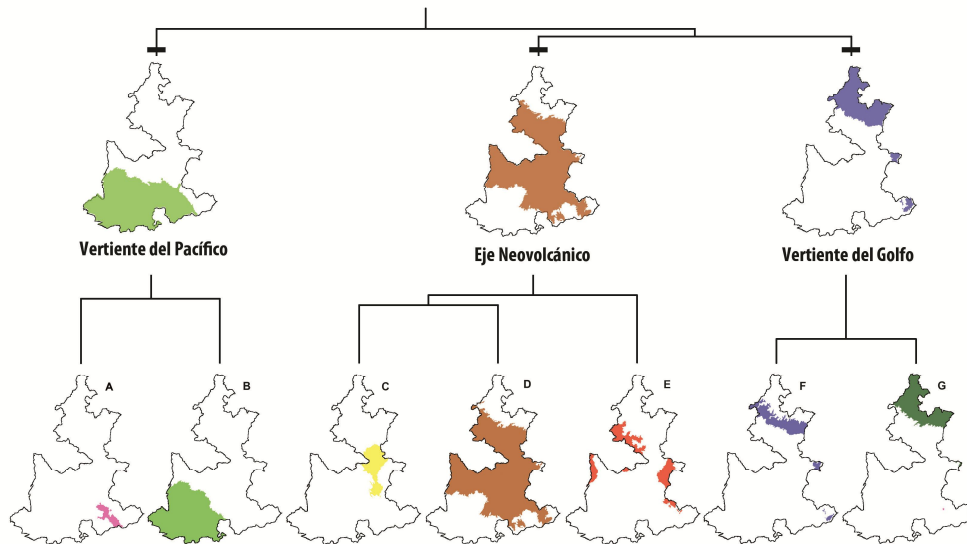 Vertiente del Pacífico
Eje Neovolcánico
Vertiente del Golfo
A
B
C
D
E
F
G